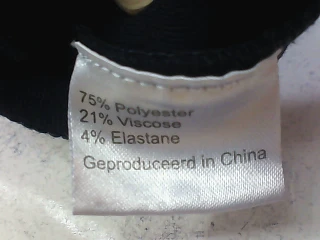 75% Polyester
21% Viscose
4% Elastane
Geproduceerd in China